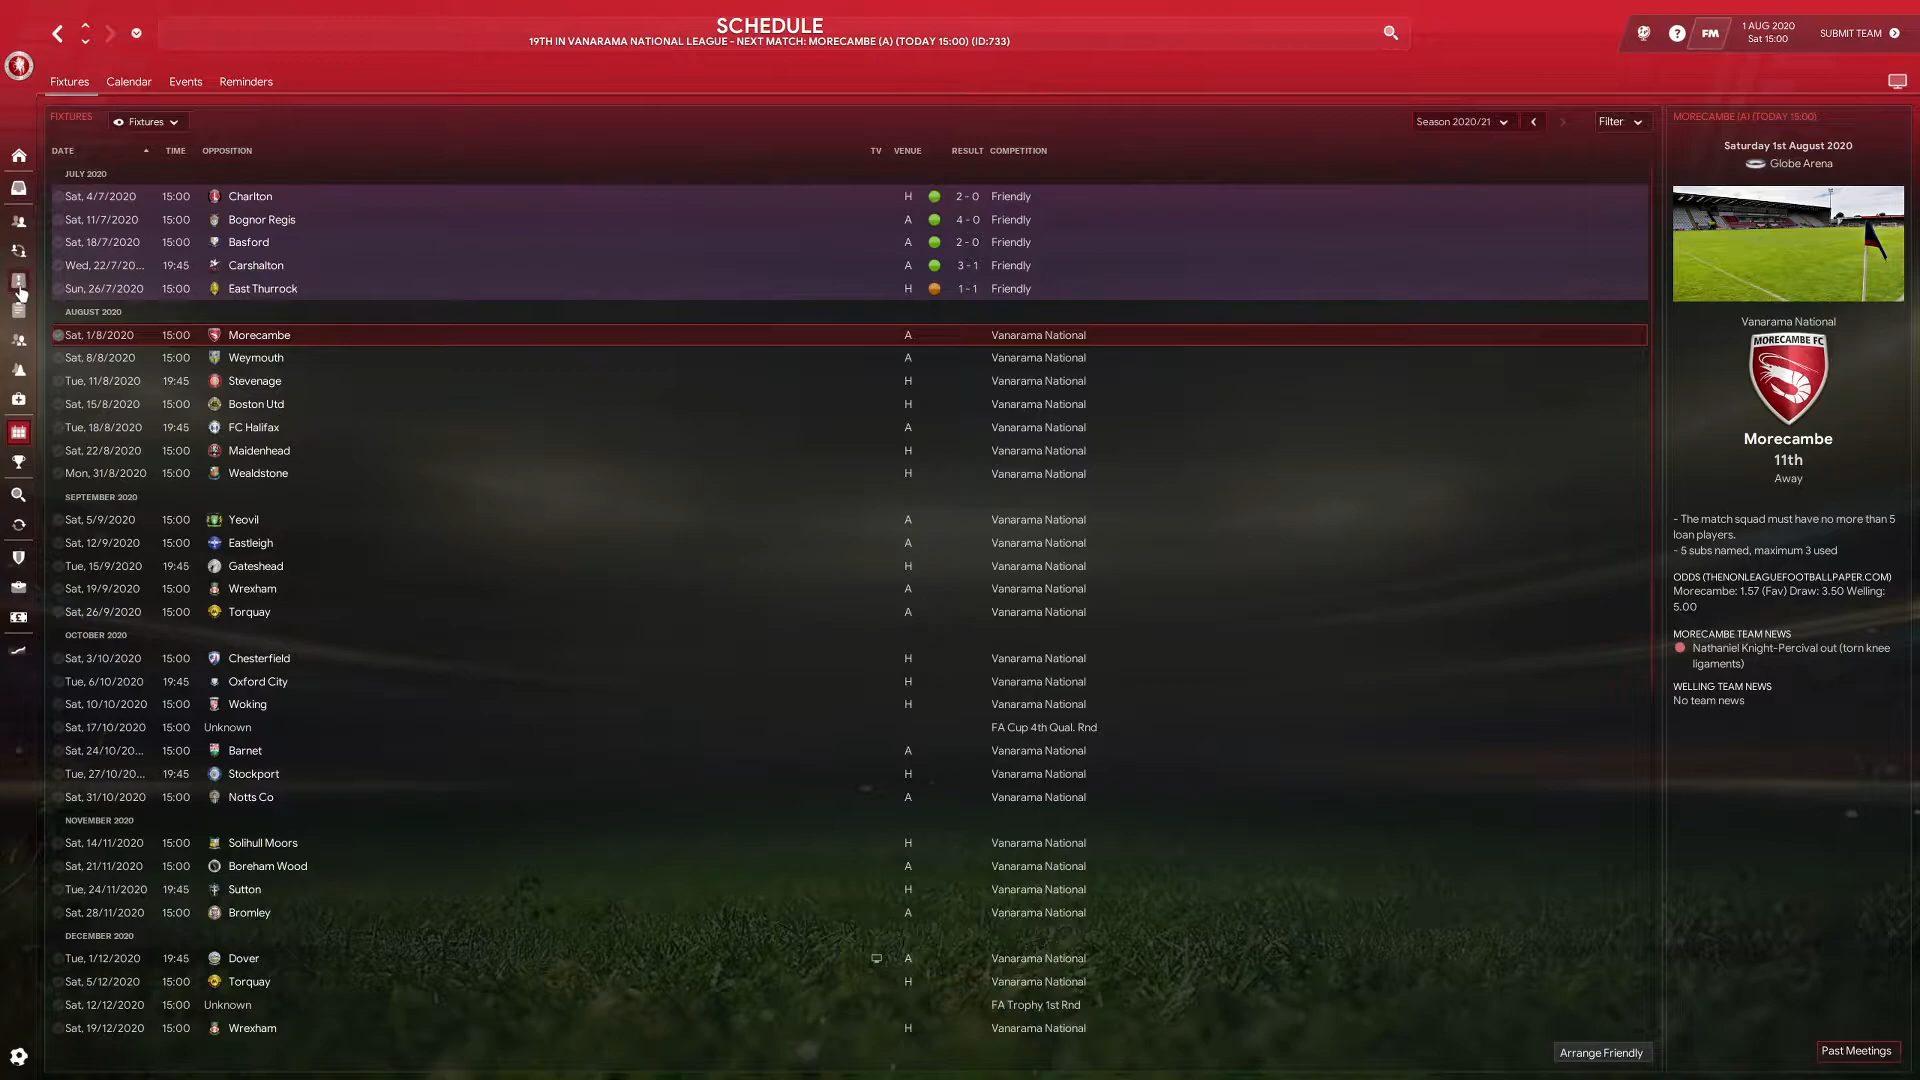 SCHEDULE
19TH IN VANARAMA NATIONAL LEAGUE - NEXT MATCH: MORECAMBE (A) (TODAY 15:00) (ID:733)
? FM 1 AUG 2020 SUBMIT TEAM
Sat 15:00
Fixtures Calendar Events Reminders
FIXTURES Fixtures Season 2020/21 Filter
DATE TIME OPPOSITION TV VENUE RESULT COMPETITION
JULY 2020
Sat, 4/7/2020 15:00 Charlton H 2 - 0 Friendly
Sat, 11/7/2020 15:00 Bognor Regis A 4 - 0 Friendly
Sat, 18/7/2020 15:00 Basford A 2 - 0 Friendly
Wed, 22/7/20... 19:45 Carshalton A 3 - 1 Friendly
Sun, 26/7/2020 15:00 East Thurrock H 1 - 1 Friendly
AUGUST 2020
Sat, 1/8/2020 15:00 Morecambe A Vanarama National
Sat, 8/8/2020 15:00 Weymouth A Vanarama National
Tue, 11/8/2020 19:45 Stevenage H Vanarama National
Sat, 15/8/2020 15:00 Boston Utd H Vanarama National
Tue, 18/8/2020 19:45 FC Halifax A Vanarama National
Sat, 22/8/2020 15:00 Maidenhead H Vanarama National
Mon, 31/8/2020 15:00 Wealdstone H Vanarama National
SEPTEMBER 2020
Sat, 5/9/2020 15:00 Yeovil A Vanarama National
Sat, 12/9/2020 15:00 Eastleigh A Vanarama National
Tue, 15/9/2020 19:45 Gateshead H Vanarama National
Sat, 19/9/2020 15:00 Wrexham A Vanarama National
Sat, 26/9/2020 15:00 Torquay A Vanarama National
OCTOBER 2020
Sat, 3/10/2020 15:00 Chesterfield H Vanarama National
Tue, 6/10/2020 19:45 Oxford City H Vanarama National
Sat, 10/10/2020 15:00 Woking H Vanarama National
Sat, 17/10/2020 15:00 Unknown FA Cup 4th Qual. Rnd
Sat, 24/10/20... 15:00 Barnet A Vanarama National
Tue, 27/10/20... 19:45 Stockport H Vanarama National
Sat, 31/10/2020 15:00 Notts Co A Vanarama National
NOVEMBER 2020
Sat, 14/11/2020 15:00 Solihull Moors H Vanarama National
Sat, 21/11/2020 15:00 Boreham Wood A Vanarama National
Tue, 24/11/2020 19:45 Sutton H Vanarama National
Sat, 28/11/2020 15:00 Bromley A Vanarama National
DECEMBER 2020
Tue, 1/12/2020 19:45 Dover A Vanarama National
Sat, 5/12/2020 15:00 Torquay H Vanarama National
Sat, 12/12/2020 15:00 Unknown FA Trophy 1st Rnd
Sat, 19/12/2020 15:00 Wrexham H Vanarama National
Arrange Friendly
MORECAMBE (A) (TODAY 15:00)
Saturday 1st August 2020
Globe Arena
Vanarama National
MORECAMBE FC
Morecambe
11th
Away
- The match squad must have no more than 5
loan players.
- 5 subs named, maximum 3 used
ODDS (THENONLEAGUEFOOTBALLPAPER.COM)
Morecambe: 1.57 (Fav) Draw: 3.50 Welling:
5.00
MORECAMBE TEAM NEWS
Nathaniel Knight-Percival out (torn knee
ligaments)
WELLING TEAM NEWS
No team news
Past Meetings